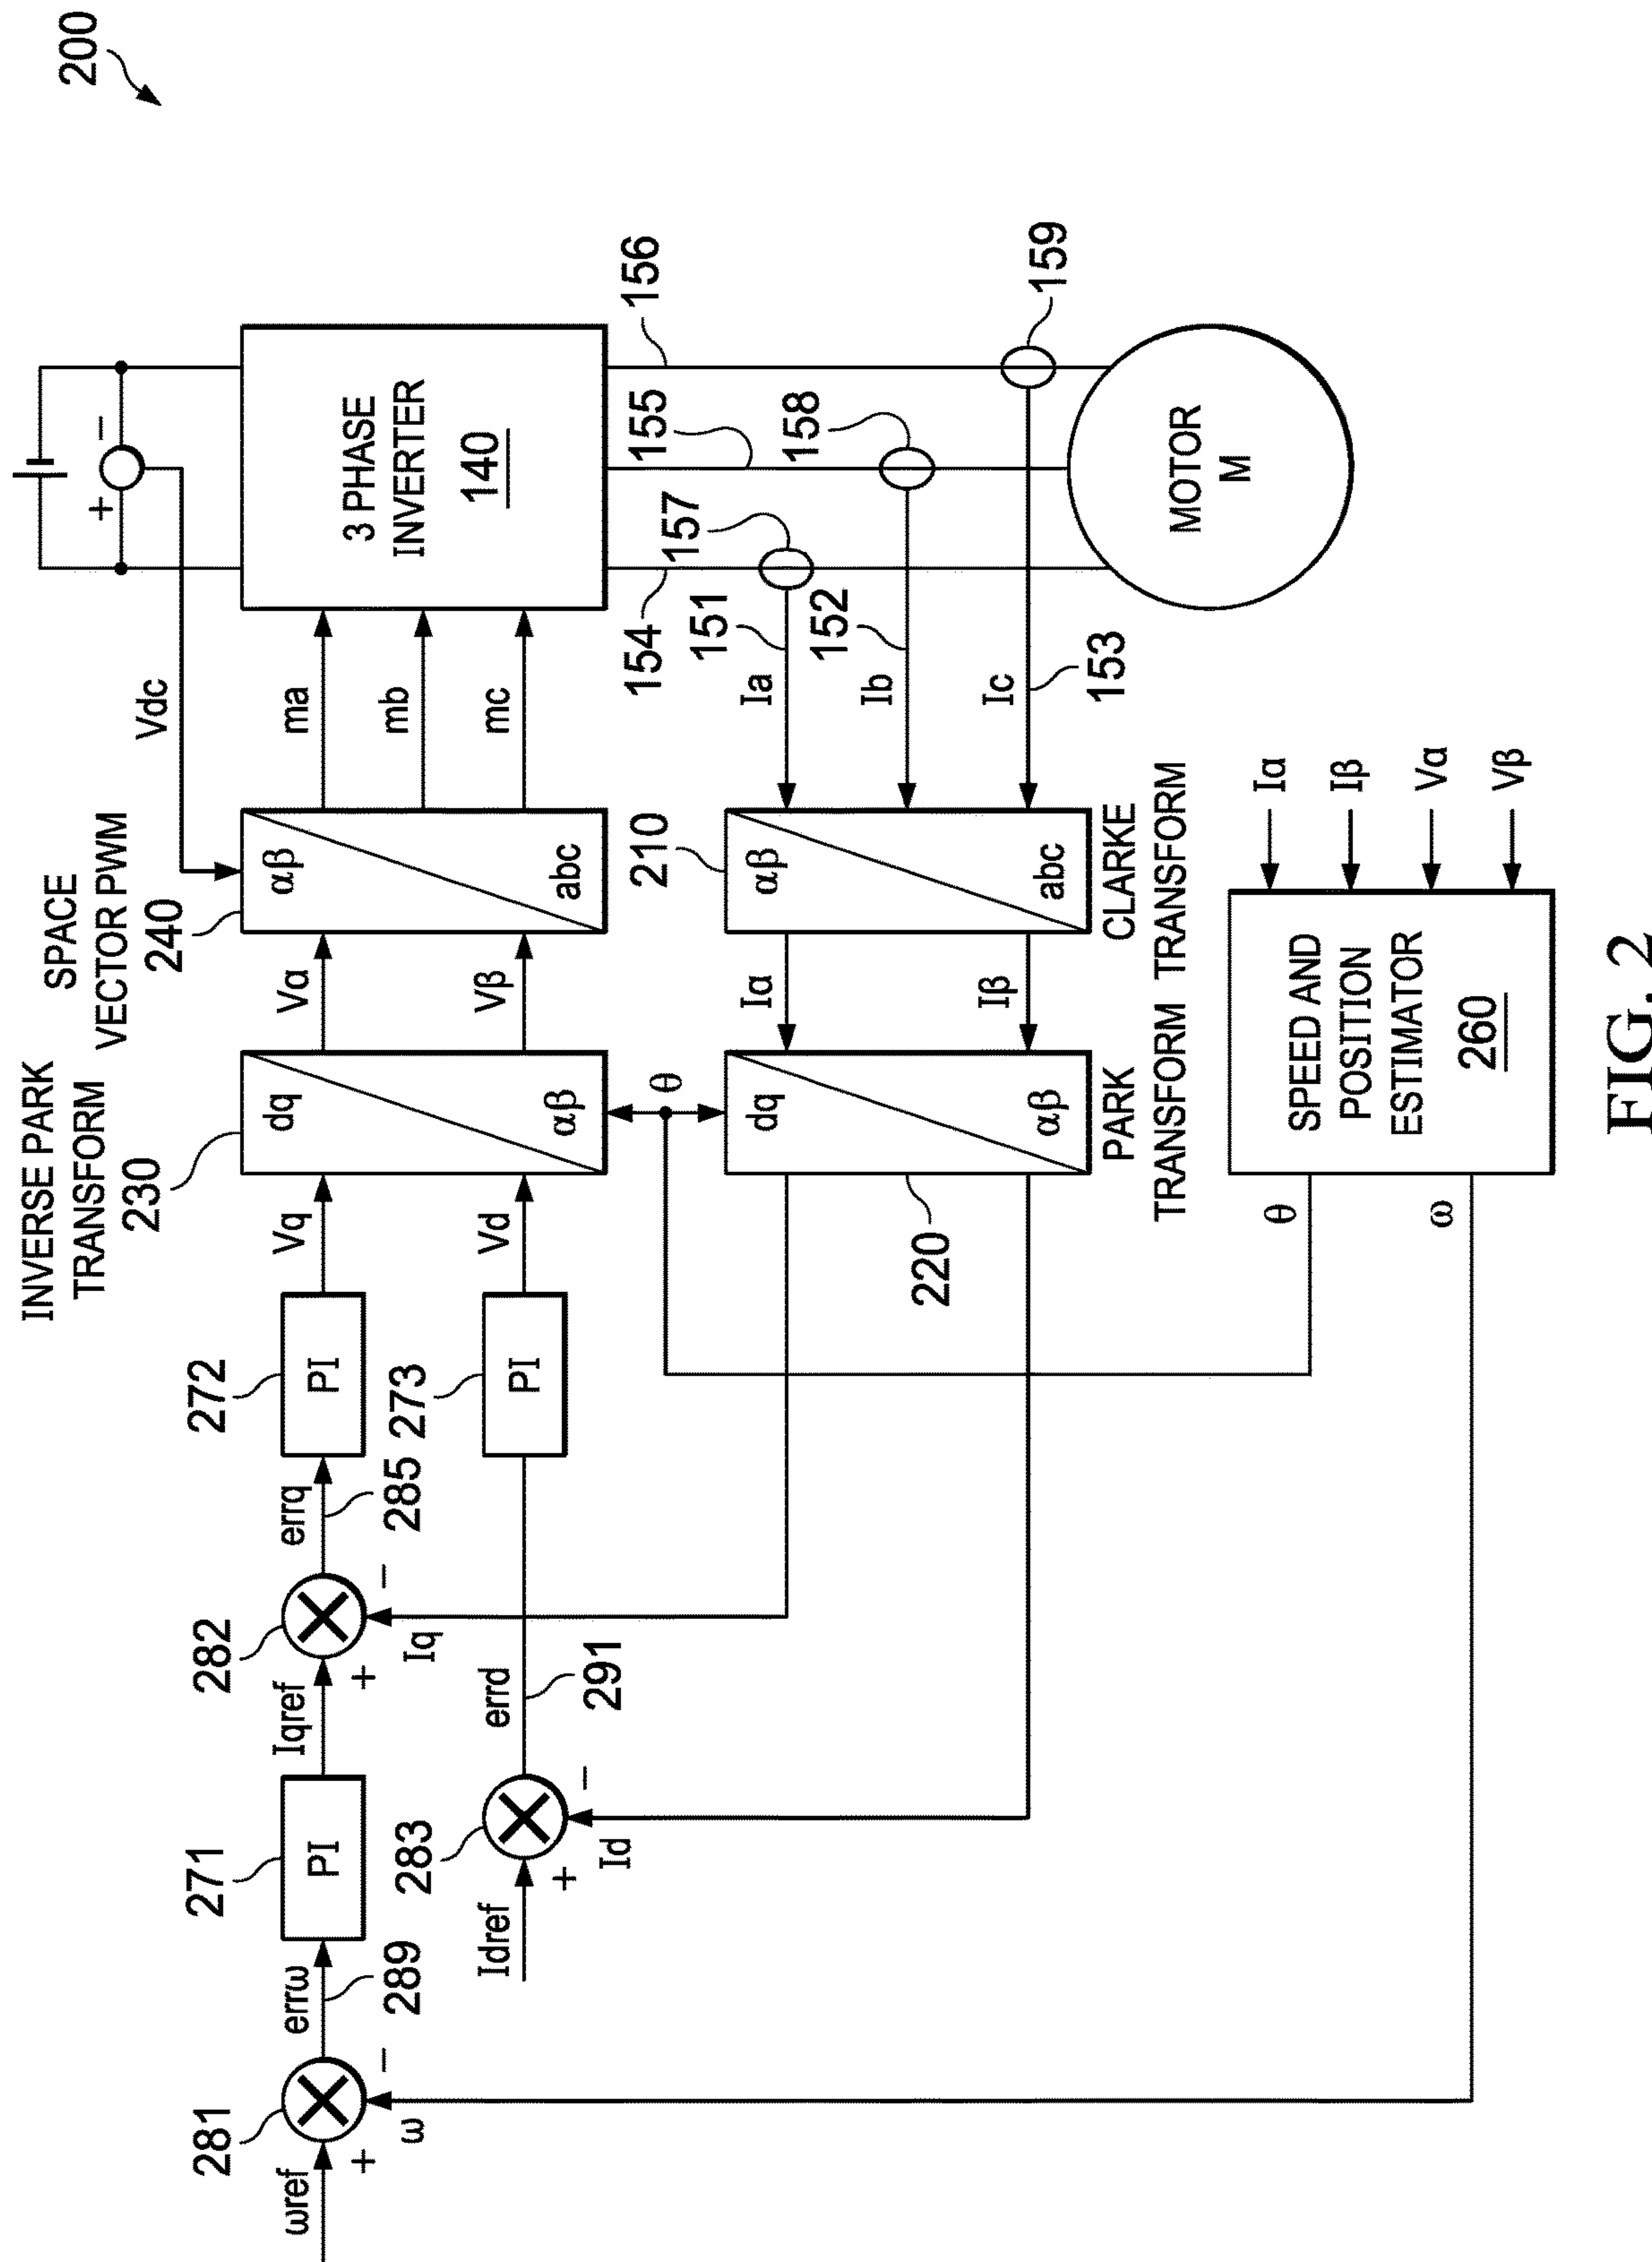 200
INVERSE PARK
TRANSFORM
230
SPACE
VECTOR PWM
240
Vdc
+
−
ωref
+
281
ω
−
errω
289
271
PI
Iqref
+
282
Iq
−
errq
285
272
PI
Vq
dq
αβ
Vα
Vβ
αβ
abc
ma
mb
mc
3 PHASE
INVERTER
140
Idref
+
283
Id
−
errd
291
273
PI
Vd
θ
154
155
156
157
158
159
151
Ia
152
Ib
Ic
153
210
αβ
abc
CLARKE
TRANSFORM
Iα
Iβ
dq
αβ
220
PARK
TRANSFORM
MOTOR
M
θ
ω
SPEED AND
POSITION
ESTIMATOR
260
Iα
Iβ
Vα
Vβ
FIG. 2